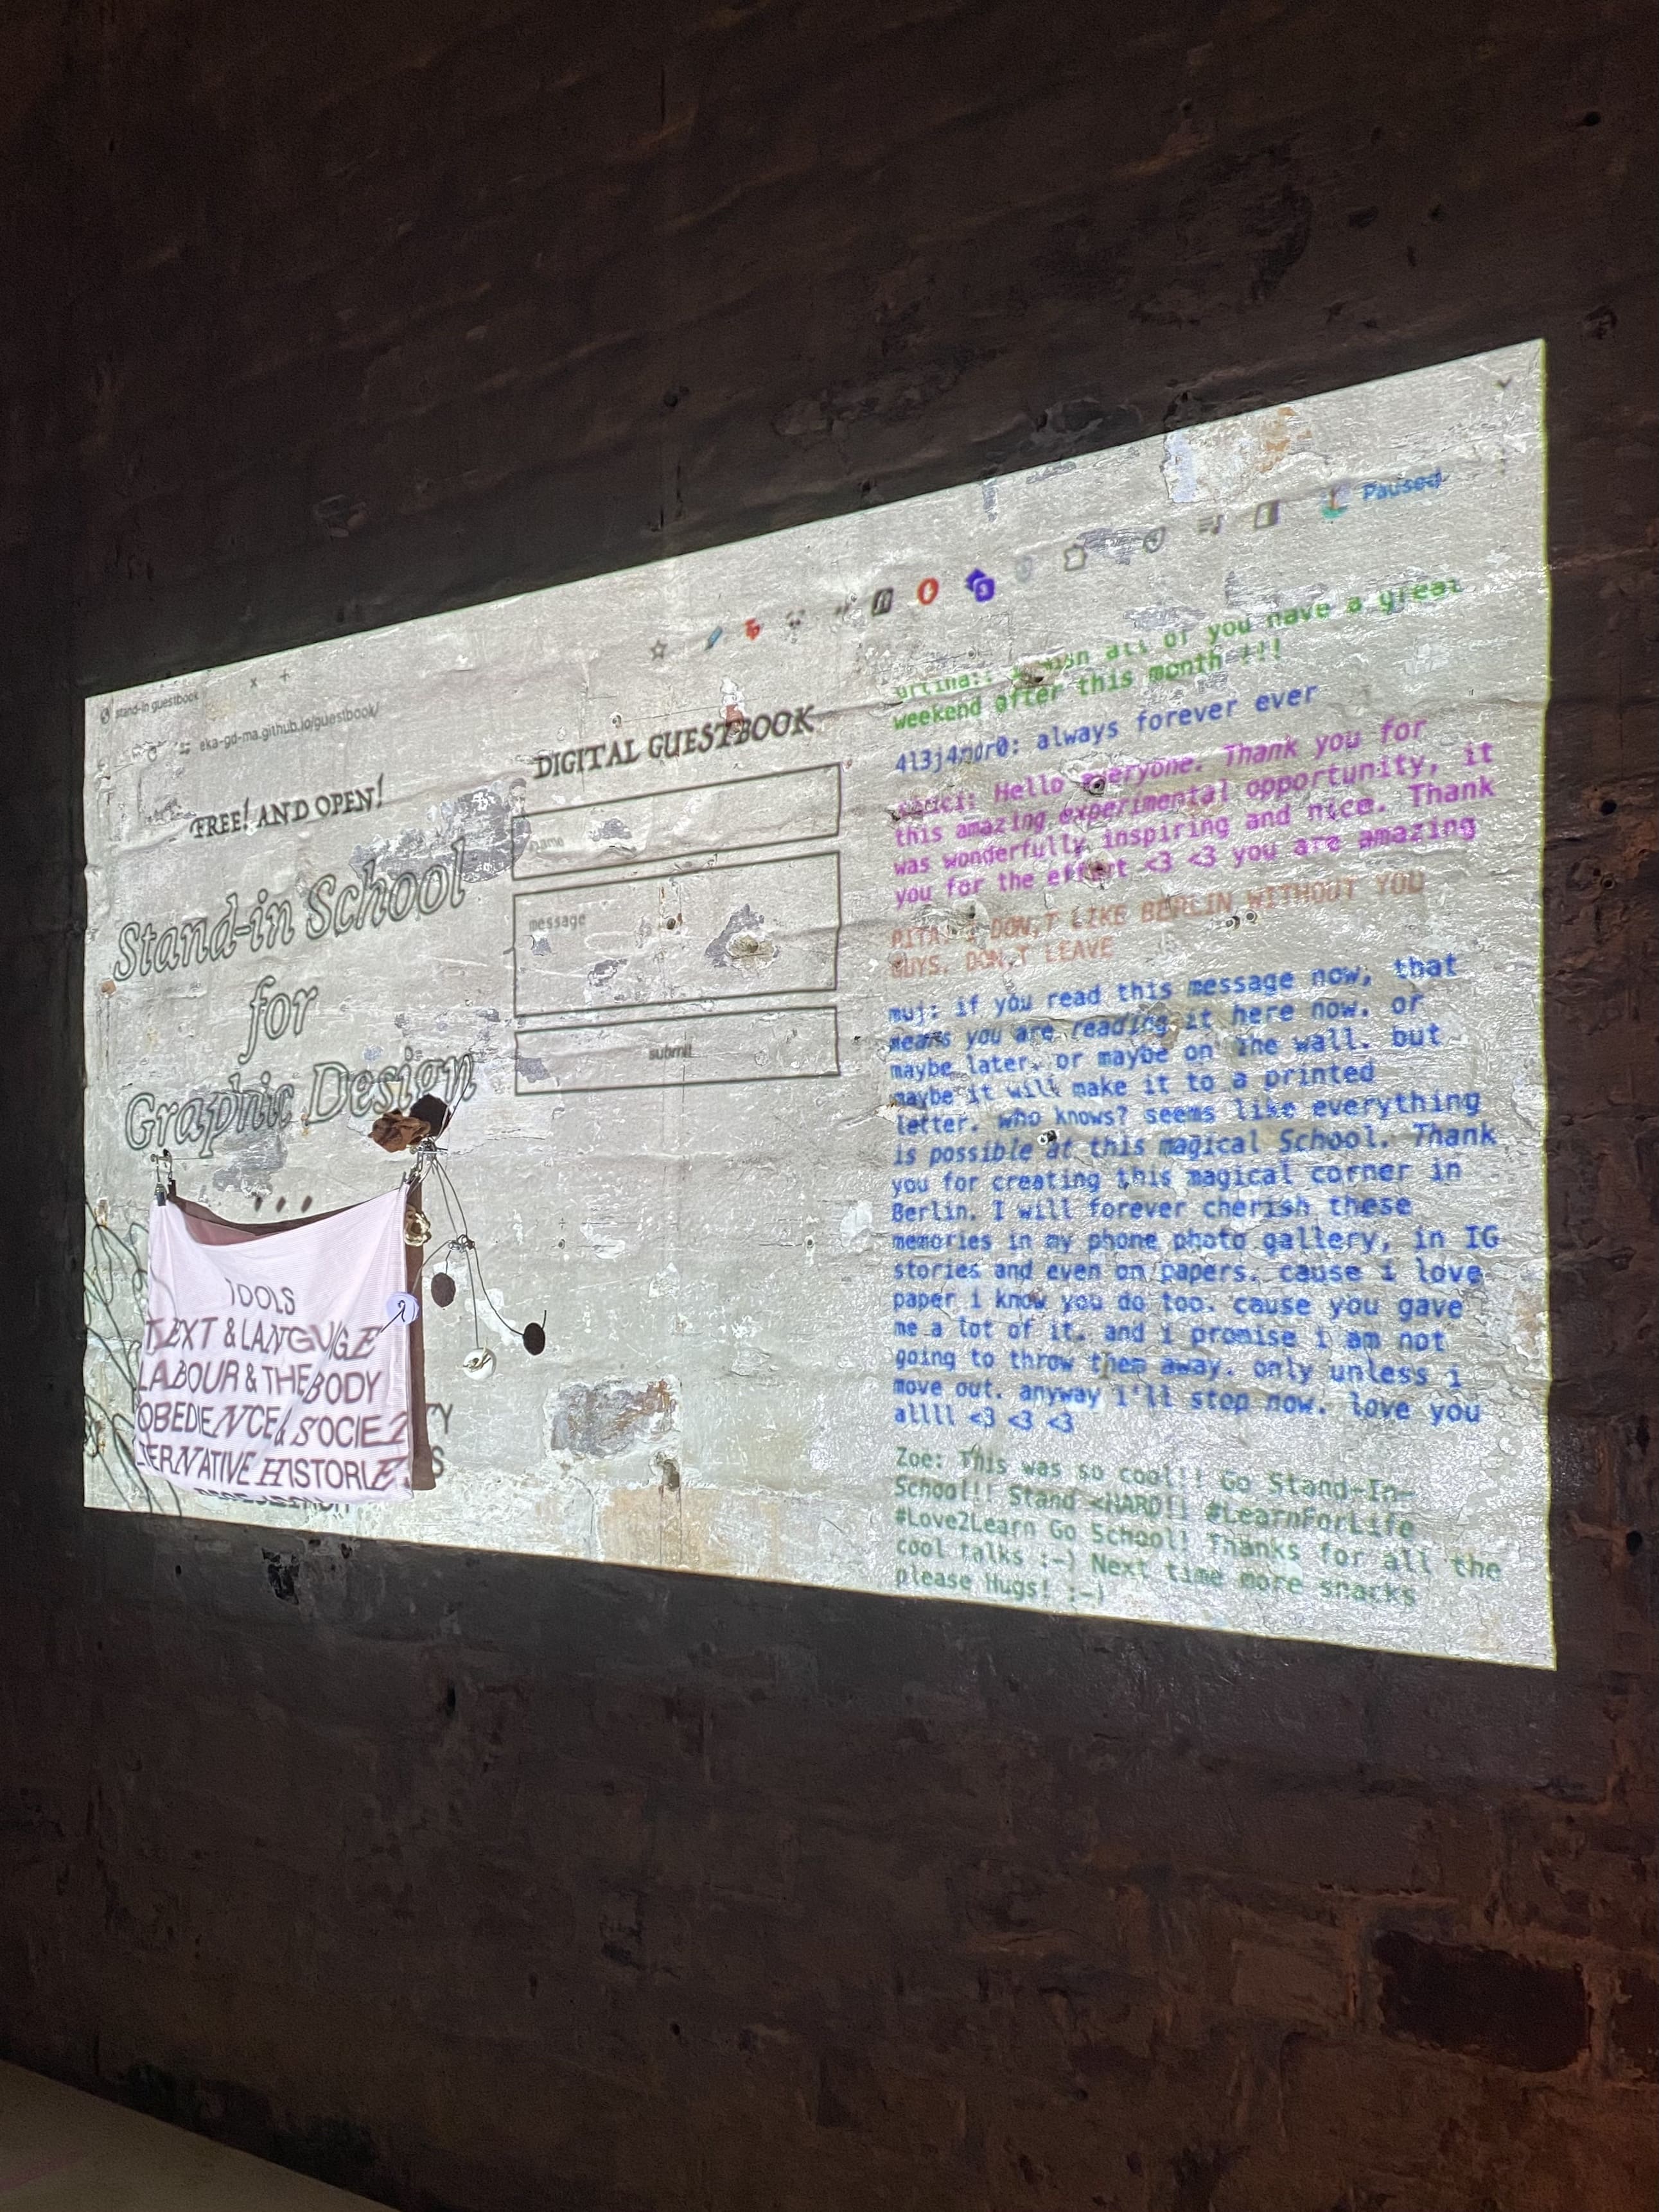 stand-in guestbook
eka-gd-ma.github.io/guestbook/
Paused
FREE! AND OPEN!
Stand-in School
for
Graphic Design
TOOLS
TEXT & LANGUAGE
LABOUR & THE BODY
OBEDIENCE & SOCIETY
ALTERNATIVE HISTORIES
DIGITAL GUESTBOOK
name
message
submit
all of you have a great
weekend after this month !!!
4l3j4ndr0: always forever ever
Hello everyone. Thank you for
this amazing experimental opportunity, it
was wonderfully inspiring and nice. Thank
you for the effort <3 <3 you are amazing
RITA: I DON,T LIKE BERLIN WITHOUT YOU
GUYS. DON,T LEAVE
muj: if you read this message now, that
means you are reading it here now. or
maybe later. or maybe on the wall. but
maybe it will make it to a printed
letter. who knows? seems like everything
is possible at this magical School. Thank
you for creating this magical corner in
Berlin. I will forever cherish these
memories in my phone photo gallery, in IG
stories and even on papers. cause i love
paper i know you do too. cause you gave
me a lot of it. and i promise i am not
going to throw them away. only unless i
move out. anyway i'll stop now. love you
allll <3 <3 <3
Zoe: This was so cool!! Go Stand-In-
School!! Stand <HARD!! #LearnForLife
#Love2Learn Go School! Thanks for all the
cool talks :-) Next time more snacks
please Hugs! :-)